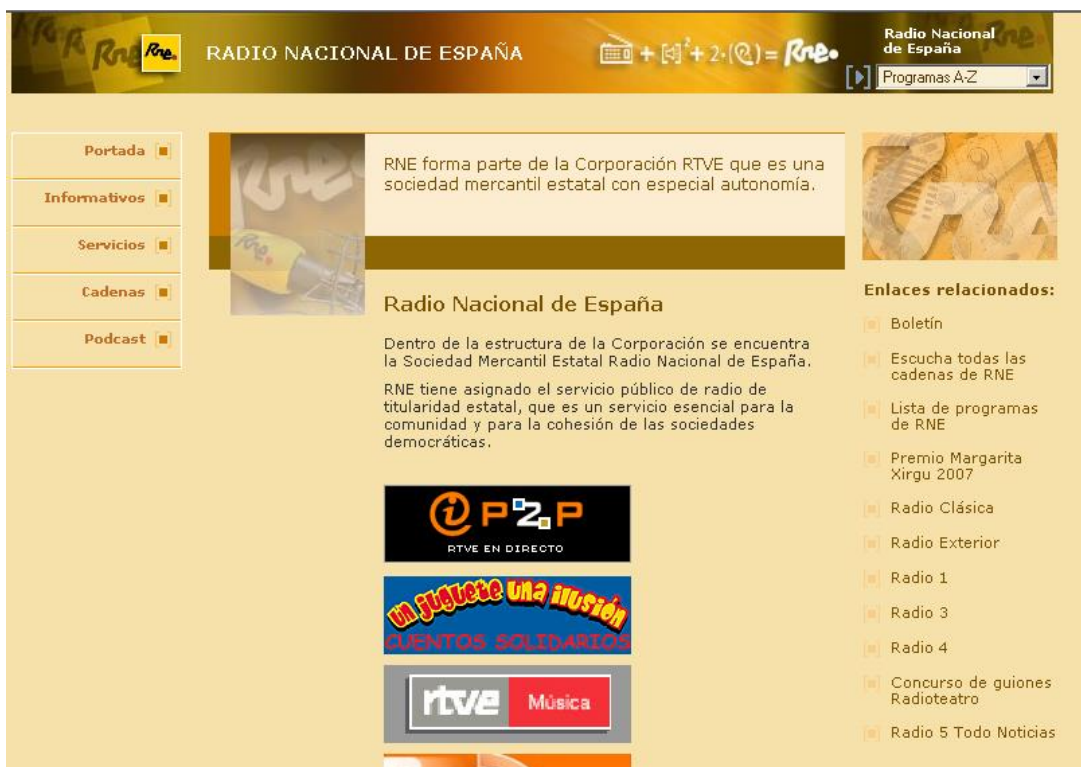 Rne.
RADIO NACIONAL DE ESPAÑA
+ 2·( ) = Rne.
Radio Nacional
de España
Programas A-Z
Portada
Informativos
Servicios
Cadenas
Podcast
RNE forma parte de la Corporación RTVE que es una
sociedad mercantil estatal con especial autonomía.
Radio Nacional de España
Dentro de la estructura de la Corporación se encuentra
la Sociedad Mercantil Estatal Radio Nacional de España.
RNE tiene asignado el servicio público de radio de
titularidad estatal, que es un servicio esencial para la
comunidad y para la cohesión de las sociedades
democráticas.
i P2P
RTVE EN DIRECTO
Un juguete una ilusión
CUENTOS SOLIDARIOS
rtve Música
Enlaces relacionados:
Boletín
Escucha todas las
cadenas de RNE
Lista de programas
de RNE
Premio Margarita
Xirgu 2007
Radio Clásica
Radio Exterior
Radio 1
Radio 3
Radio 4
Concurso de guiones
Radioteatro
Radio 5 Todo Noticias